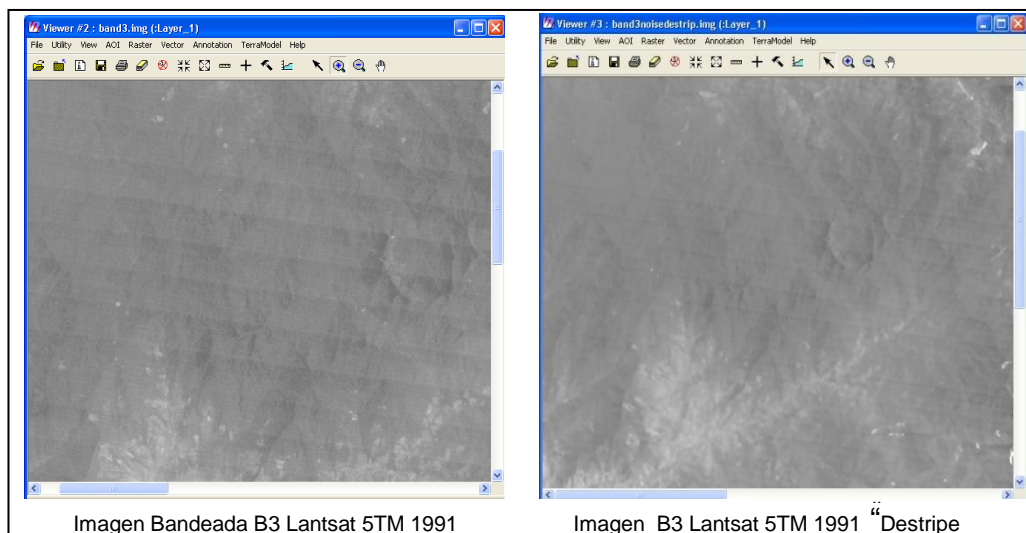 Viewer #2 : band3.img (:Layer_1)
File Utility View AOI Raster Vector Annotation TerraModel Help
Viewer #3 : band3noisedestrip.img (:Layer_1)
File Utility View AOI Raster Vector Annotation TerraModel Help
Imagen Bandeada B3 Lantsat 5TM 1991
Imagen B3 Lantsat 5TM 1991 “Destripe